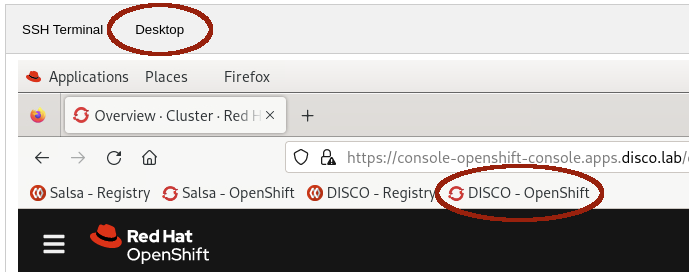 SSH Terminal Desktop
Applications Places Firefox
Overview · Cluster · Red H
https://console-openshift-console.apps.disco.lab/
Salsa - Registry Salsa - OpenShift DISCO - Registry DISCO - OpenShift
Red Hat
OpenShift